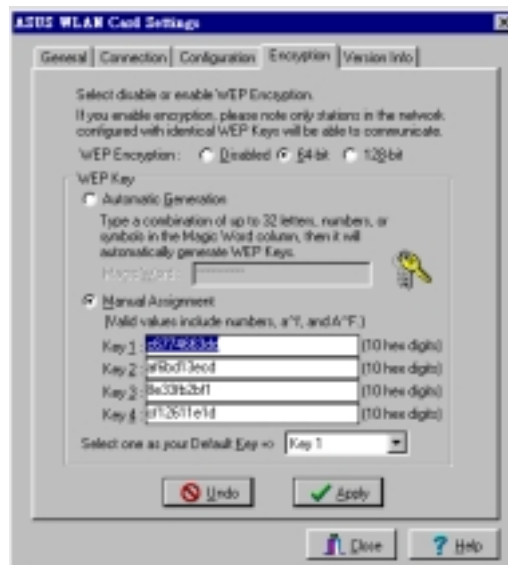 ASUS WLAN Card Settings
General Connection Configuration Encryption Version Info
Select disable or enable WEP Encryption.
If you enable encryption, please note only stations in the network
configured with identical WEP Keys will be able to communicate.
WEP Encryption : Disabled 64-bit 128-bit
WEP Key
Automatic Generation
Type a combination of up to 32 letters, numbers, or
symbols in the Magic Word column, then it will
automatically generate WEP Keys.
Magic Word :
Manual Assignment
(Valid values include numbers, a~f, and A~F.)
Key 1 : (10 hex digits)
Key 2 : af6bd13ecd (10 hex digits)
Key 3 : 8e33fb2bf1 (10 hex digits)
Key 4 : cf12611e1d (10 hex digits)
Select one as your Default Key => Key 1
Undo Apply
Close Help